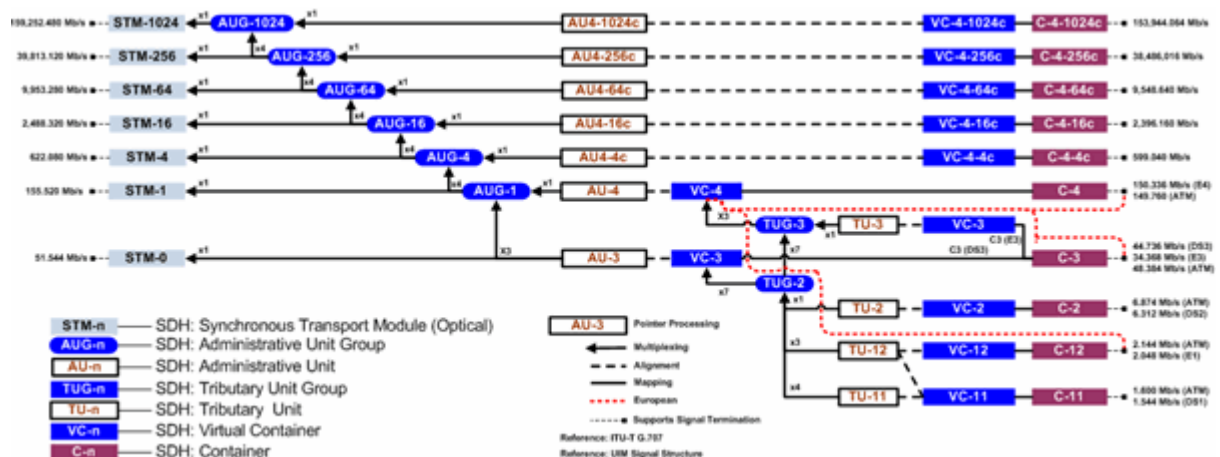 159,252.480 Mb/s STM-1024 x1 AUG-1024 x1 AU4-1024c VC-4-1024c C-4-1024c 153,944.064 Mb/s
x4
39,813.120 Mb/s STM-256 x1 AUG-256 x1 AU4-256c VC-4-256c C-4-256c 38,486,016 Mb/s
x4
9,953.280 Mb/s STM-64 x1 AUG-64 x1 AU4-64c VC-4-64c C-4-64c 9,548.640 Mb/s
x4
2,488.320 Mb/s STM-16 x1 AUG-16 x1 AU4-16c VC-4-16c C-4-16c 2,396.160 Mb/s
x4
622.080 Mb/s STM-4 x1 AUG-4 x1 AU4-4c VC-4-4c C-4-4c 599.040 Mb/s
x4
155.520 Mb/s STM-1 x1 AUG-1 x1 AU-4 VC-4 C-4 150.336 Mb/s (E4)
149.760 (ATM)
X3 TUG-3 x1 TU-3 VC-3
C3 (E3)
X3 x7 C3 (DS3)
44.736 Mb/s (DS3)
51.544 Mb/s STM-0 x1 AU-3 VC-3 C-3 34.368 Mb/s (E3)
48.384 Mb/s (ATM)
x7 TUG-2
x1 TU-2 VC-2 C-2 6.874 Mb/s (ATM)
6.312 Mb/s (DS2)
x3 TU-12 VC-12 C-12 2.144 Mb/s (ATM)
2.048 Mb/s (E1)
x4 TU-11 VC-11 C-11 1.600 Mb/s (ATM)
1.544 Mb/s (DS1)
STM-n SDH: Synchronous Transport Module (Optical)
AUG-n SDH: Administrative Unit Group
AU-n SDH: Administrative Unit
TUG-n SDH: Tributary Unit Group
TU-n SDH: Tributary Unit
VC-n SDH: Virtual Container
C-n SDH: Container
AU-3 Pointer Processing
Multiplexing
Alignment
Mapping
European
Supports Signal Termination
Reference: ITU-T G.707
Reference: UIM Signal Structure